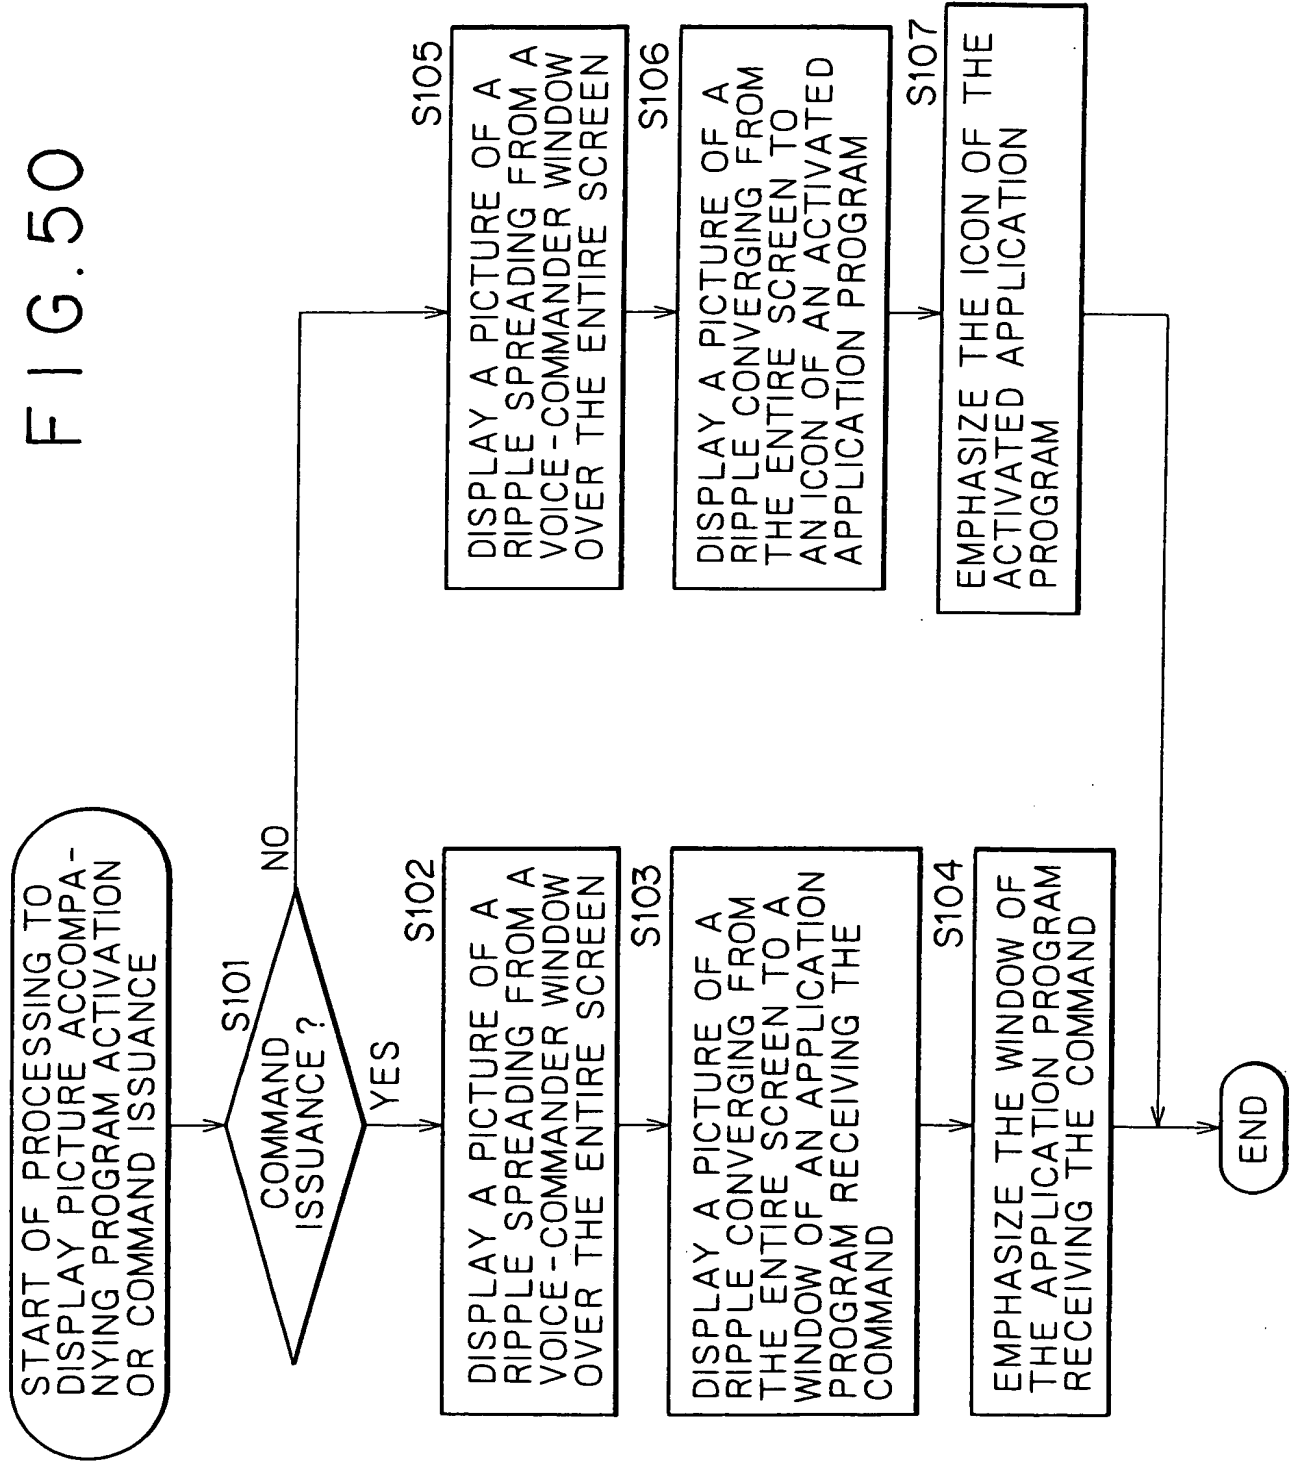 FIG.50
START OF PROCESSING TO
DISPLAY PICTURE ACCOMPA-
NYING PROGRAM ACTIVATION
OR COMMAND ISSUANCE
S101
COMMAND
ISSUANCE?
NO
YES
S102
DISPLAY A PICTURE OF A
RIPPLE SPREADING FROM A
VOICE-COMMANDER WINDOW
OVER THE ENTIRE SCREEN
S103
DISPLAY A PICTURE OF A
RIPPLE CONVERGING FROM
THE ENTIRE SCREEN TO A
WINDOW OF AN APPLICATION
PROGRAM RECEIVING THE
COMMAND
S104
EMPHASIZE THE WINDOW OF
THE APPLICATION PROGRAM
RECEIVING THE COMMAND
S105
DISPLAY A PICTURE OF A
RIPPLE SPREADING FROM A
VOICE-COMMANDER WINDOW
OVER THE ENTIRE SCREEN
S106
DISPLAY A PICTURE OF A
RIPPLE CONVERGING FROM
THE ENTIRE SCREEN TO
AN ICON OF AN ACTIVATED
APPLICATION PROGRAM
S107
EMPHASIZE THE ICON OF THE
ACTIVATED APPLICATION
PROGRAM
END